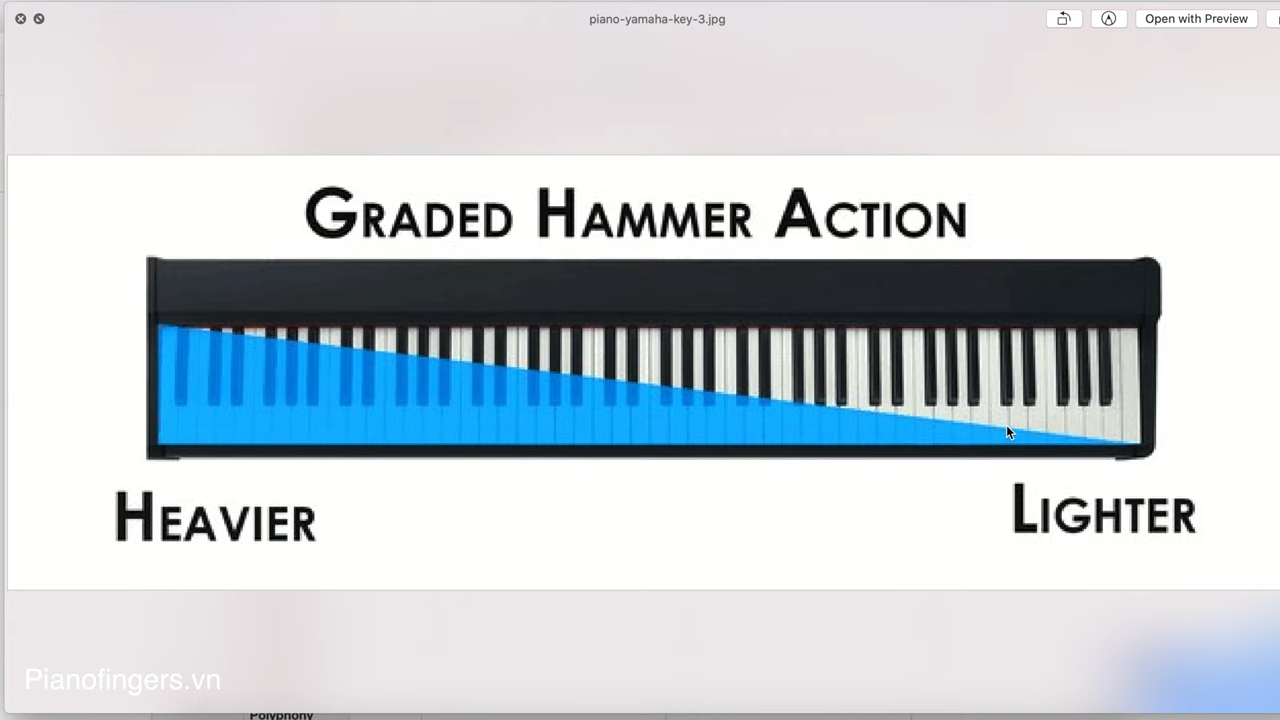 piano-yamaha-key-3.jpg
Open with Preview
GRADED HAMMER ACTION
HEAVIER
LIGHTER
Pianofingers.vn
Polyphony